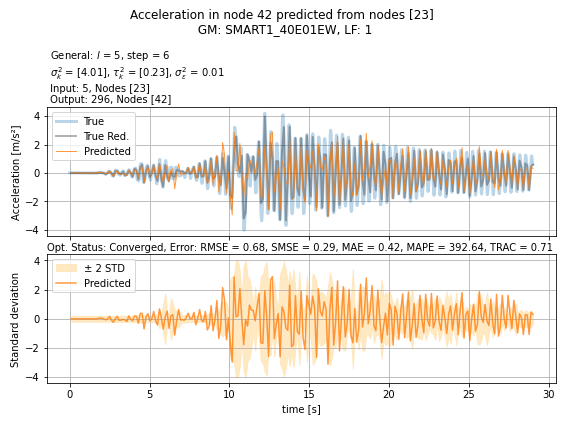 Acceleration in node 42 predicted from nodes [23]
GM: SMART1_40E01EW, LF: 1
General: l = 5, step = 6
σ²ₖ = [4.01], τ²ₖ = [0.23], σ²ε = 0.01
Input: 5, Nodes [23]
Output: 296, Nodes [42]
Acceleration [m/s²]
4
2
0
−2
−4
True
True Red.
Predicted
Opt. Status: Converged, Error: RMSE = 0.68, SMSE = 0.29, MAE = 0.42, MAPE = 392.64, TRAC = 0.71
Standard deviation
4
2
0
−2
−4
± 2 STD
Predicted
0 5 10 15 20 25 30
time [s]